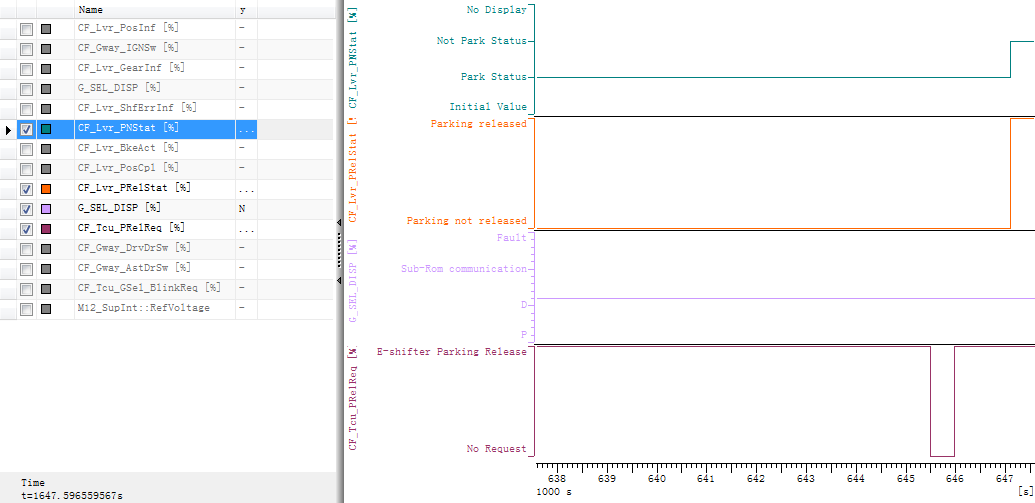 Name y
CF_Lvr_PosInf [%] -
CF_Gway_IGNSw [%] -
CF_Lvr_GearInf [%] -
G_SEL_DISP [%] -
CF_Lvr_ShfErrInf [%] -
CF_Lvr_PNStat [%] ...
CF_Lvr_BkeAct [%] -
CF_Lvr_PosCpl [%] -
CF_Lvr_PRelStat [%] ...
G_SEL_DISP [%] N
CF_Tcu_PRelReq [%] ...
CF_Gway_DrvDrSw [%] -
CF_Gway_AstDrSw [%] -
CF_Tcu_GSel_BlinkReq [%] -
M12_SupInt::RefVoltage -
Time
t=1647.596559567s
CF_Lvr_PNStat [%]
No Display
Not Park Status
Park Status
Initial Value
CF_Lvr_PRelStat
Parking released
Parking not released
G_SEL_DISP [%]
Fault
Sub-Rom communication
D
P
CF_Tcu_PRelReq [%]
E-shifter Parking Release
No Request
638 639 640 641 642 643 644 645 646 647
1000 s [s]